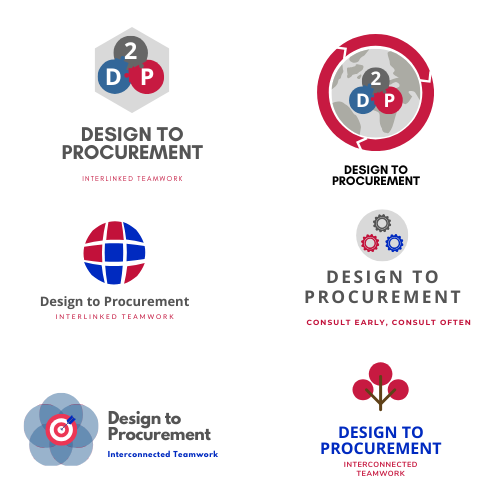 2
D P
DESIGN TO
PROCUREMENT
INTERLINKED TEAMWORK
2
D P
DESIGN TO
PROCUREMENT
Design to Procurement
INTERLINKED TEAMWORK
DESIGN TO
PROCUREMENT
CONSULT EARLY, CONSULT OFTEN
Design to
Procurement
Interconnected Teamwork
DESIGN TO
PROCUREMENT
INTERCONNECTED
TEAMWORK